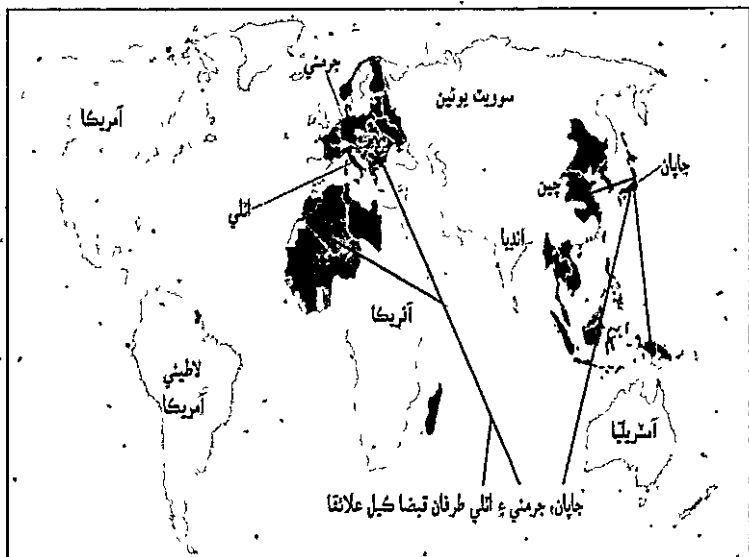 جرمني
آمريڪا
سوويت يونين
جاپان
چين
اٽلي
انڊيا
آفريڪا
لاطيني
آمريڪا
آسٽريليا
جاپان، جرمني ۽ اٽلي طرفان قبضا ڪيل علائقا